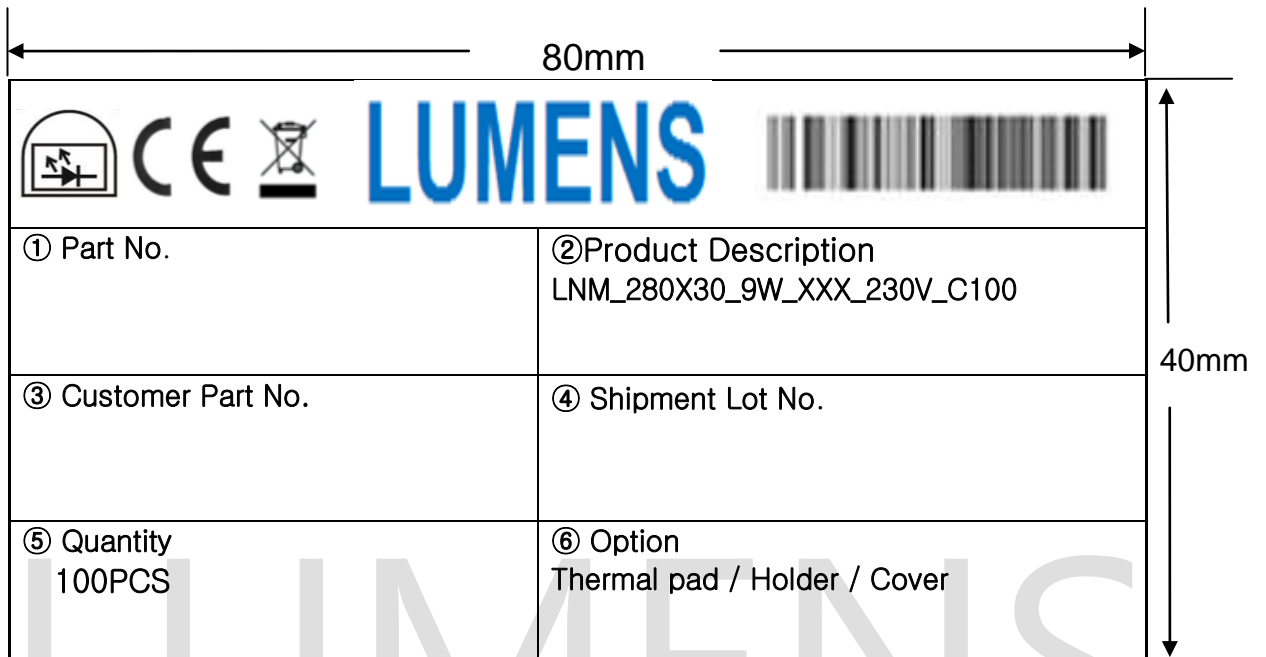 80mm
CE LUMENS
① Part No.
②Product Description
LNM_280X30_9W_XXX_230V_C100
40mm
③ Customer Part No.
④ Shipment Lot No.
⑤ Quantity
100PCS
⑥ Option
Thermal pad / Holder / Cover
LUMENS